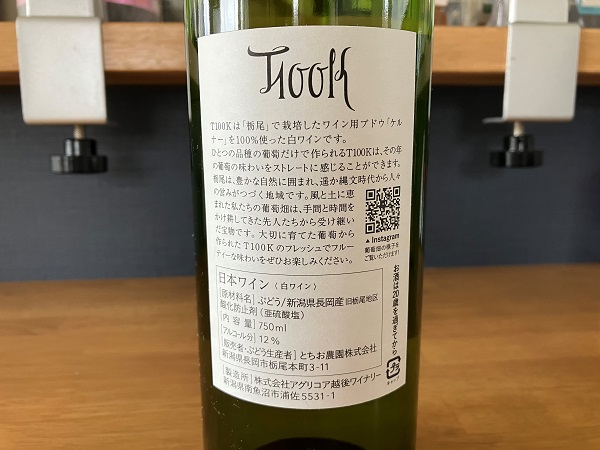 T100K
T100Kは「栃尾」で栽培したワイン用ブドウ「ケル
ナー」を100%使った白ワインです。
ひとつの品種の葡萄だけで作られるT100Kは、その年
の葡萄の味わいをストレートに感じることができます。
栃尾は、豊かな自然に囲まれ、遥か縄文時代から人々
の営みがつづく地域です。風と土に恵
まれた私たちの葡萄畑は、手間と時間を
かけ耕してきた先人たちから受け継い
だ宝物です。大切に育てた葡萄から
作られたT100Kのフレッシュでフルー
ティーな味わいをぜひお楽しみください。
▲Instagram
葡萄畑の様子を
ご覧いただけます!
日本ワイン〈白ワイン〉
[原材料名]ぶどう/新潟県長岡産 旧栃尾地区
酸化防止剤(亜硫酸塩)
[内容量]750ml
[アルコール分]12%
[販売者・ぶどう生産者]とちお農園株式会社
新潟県長岡市栃尾本町3-11
[製造所]株式会社アグリコア越後ワイナリー
新潟県南魚沼市浦佐5531-1
お酒は20歳を過ぎてから